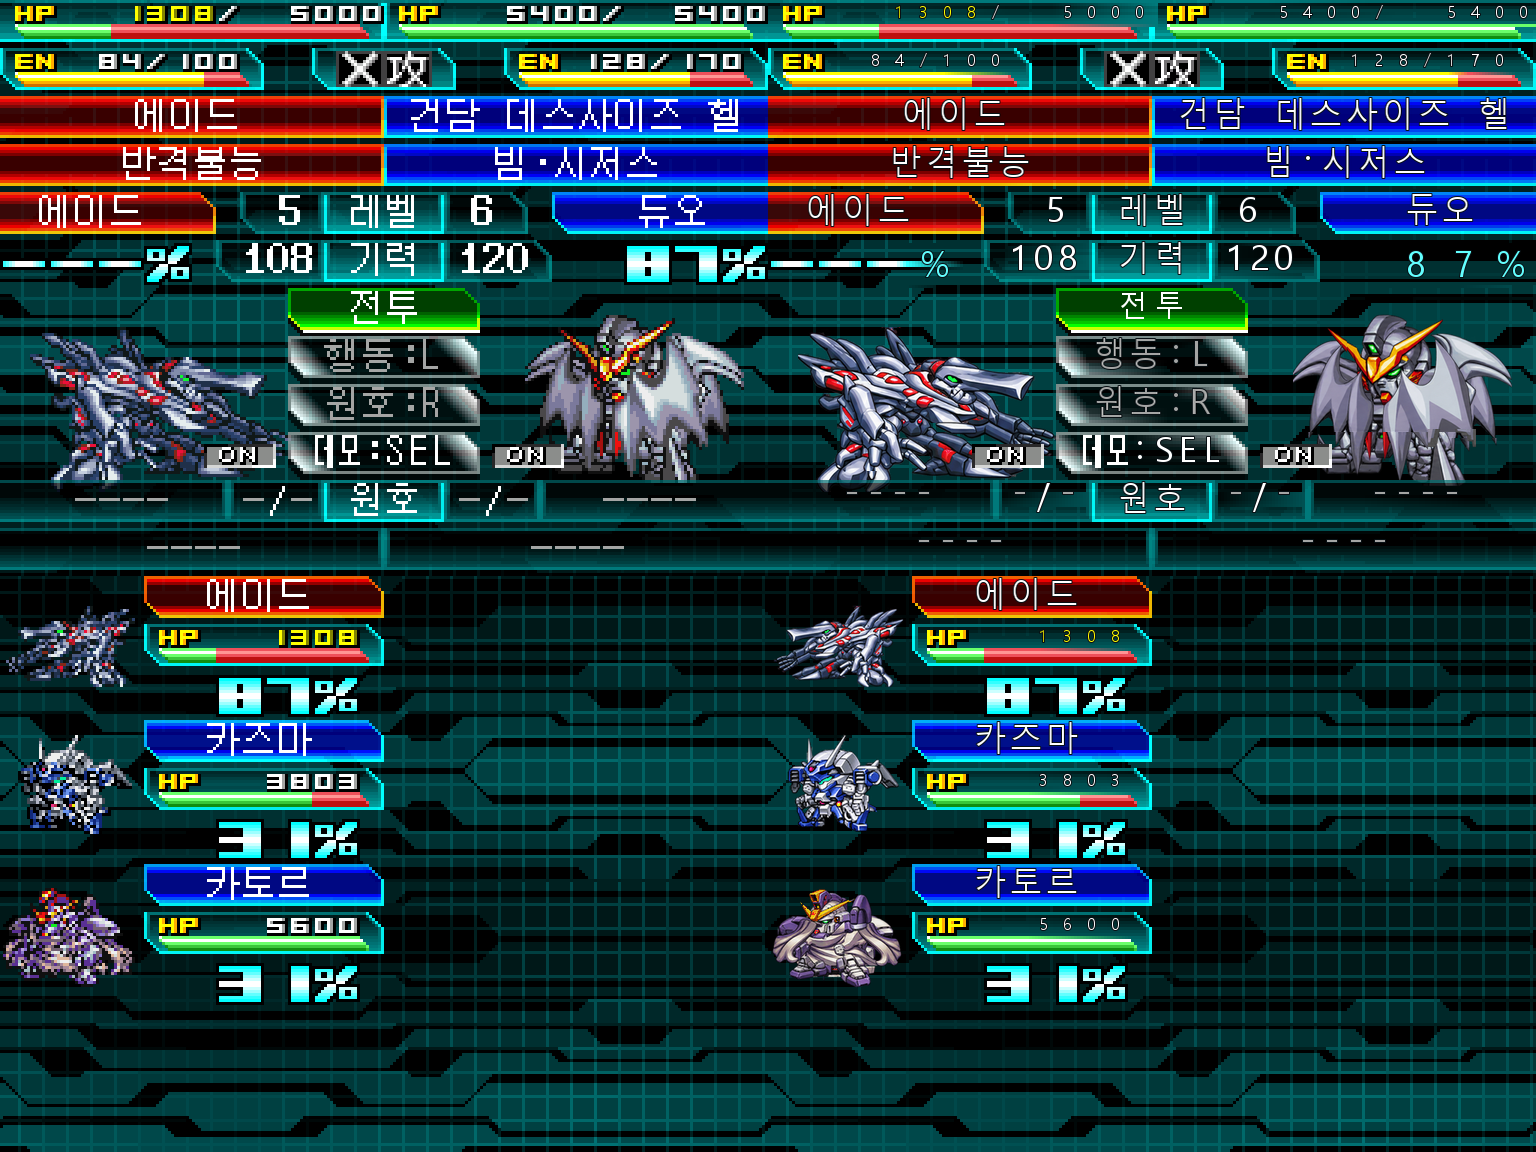 HP 1308/ 5000 HP 5400/ 5400 HP 1308/ 5000 HP 5400/ 5400
EN 84/100 ×攻 EN 128/170 EN 84/100 ×攻 EN 128/170
에이드 건담 데스사이즈 헬 에이드 건담 데스사이즈 헬
반격불능 빔·시저스 반격불능 빔·시저스
에이드 5 레벨 6 듀오 에이드 5 레벨 6 듀오
---% 108 기력 120 87% ---% 108 기력 120 87%
전투 전투
행동:L 행동:L
원호:R 원호:R
ON 데모:SEL ON ON 데모:SEL ON
---- -/- 원호 -/- ---- ---- -/- 원호 -/- ----
---- ---- ---- ----
에이드 에이드
HP 1308 HP 1308
87% 87%
카즈마 카즈마
HP 3803 HP 3803
31% 31%
카토르 카토르
HP 5600 HP 5600
31% 31%